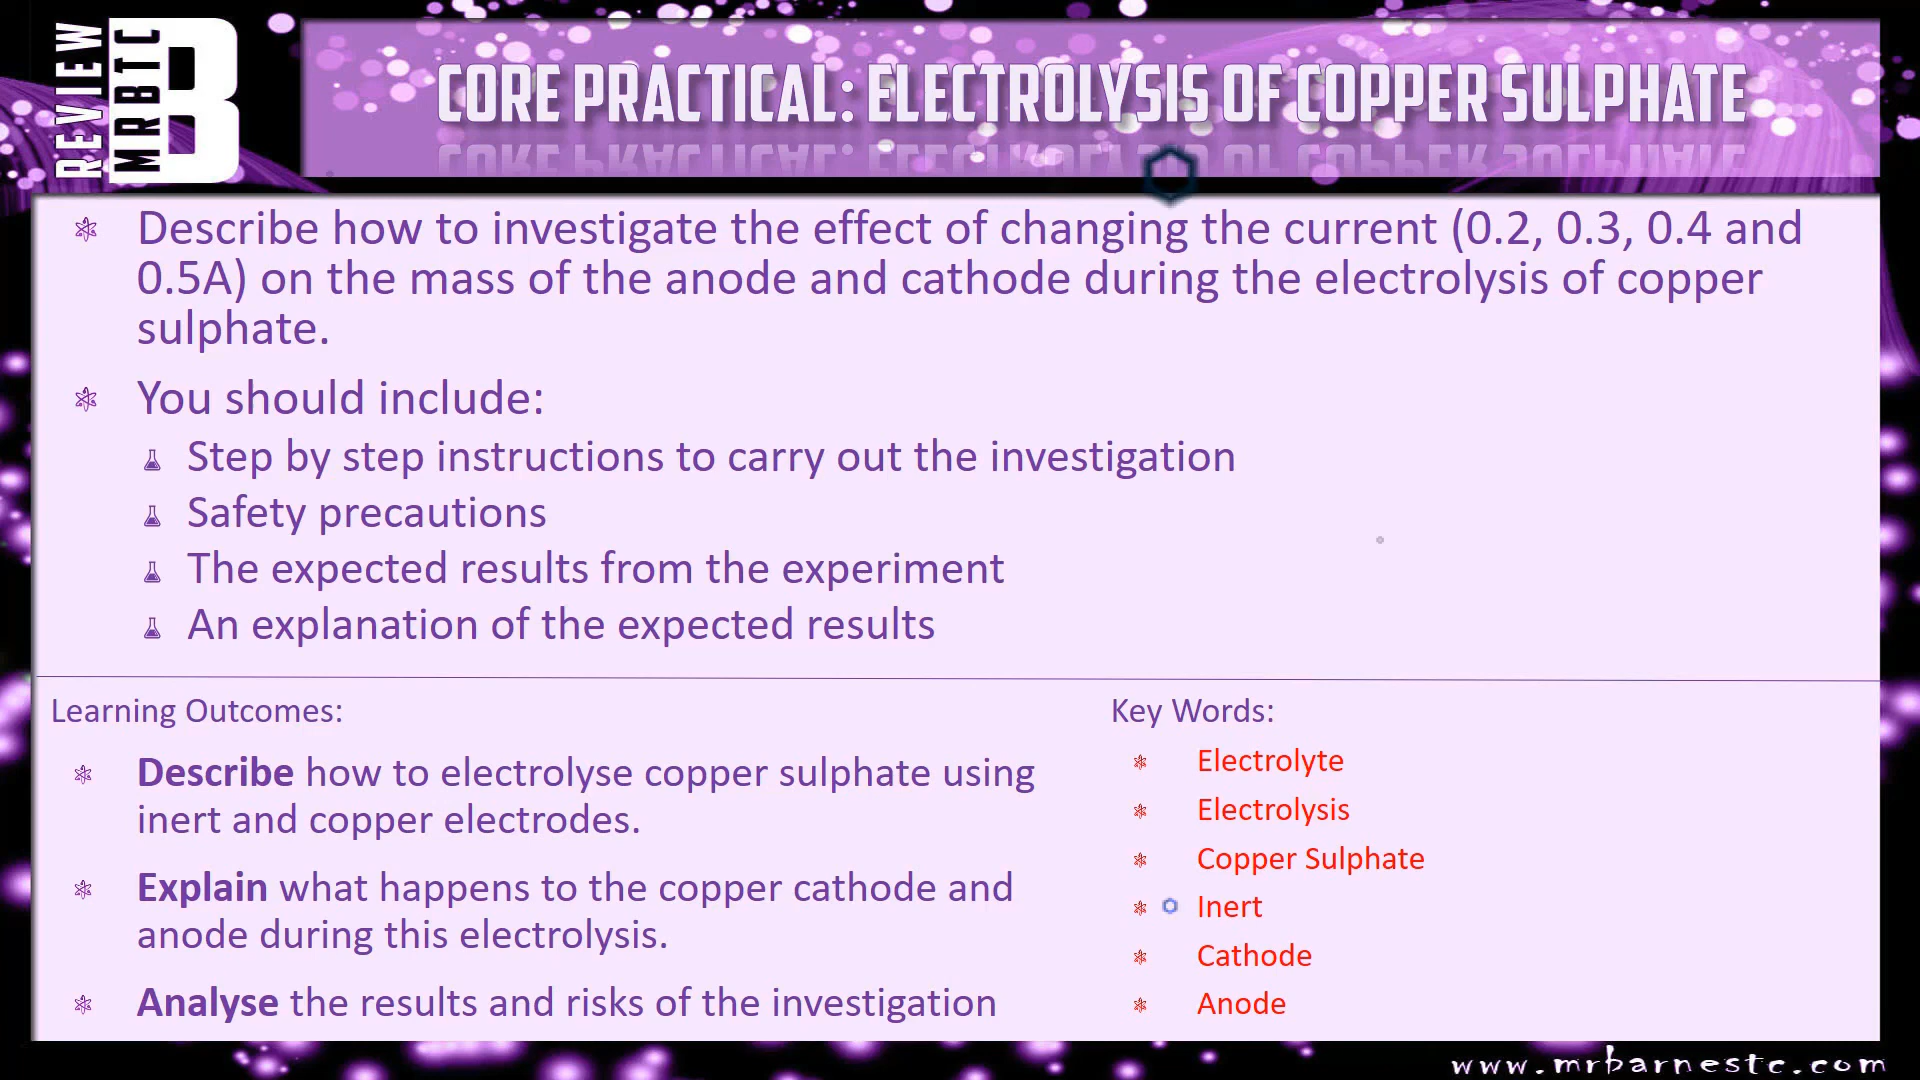 REVIEW
MRBTC
B
CORE PRACTICAL: ELECTROLYSIS OF COPPER SULPHATE
Describe how to investigate the effect of changing the current (0.2, 0.3, 0.4 and
0.5A) on the mass of the anode and cathode during the electrolysis of copper
sulphate.
You should include:
Step by step instructions to carry out the investigation
Safety precautions
The expected results from the experiment
An explanation of the expected results
Learning Outcomes:
Describe how to electrolyse copper sulphate using
inert and copper electrodes.
Explain what happens to the copper cathode and
anode during this electrolysis.
Analyse the results and risks of the investigation
Key Words:
Electrolyte
Electrolysis
Copper Sulphate
Inert
Cathode
Anode
www.mrbarnestc.com